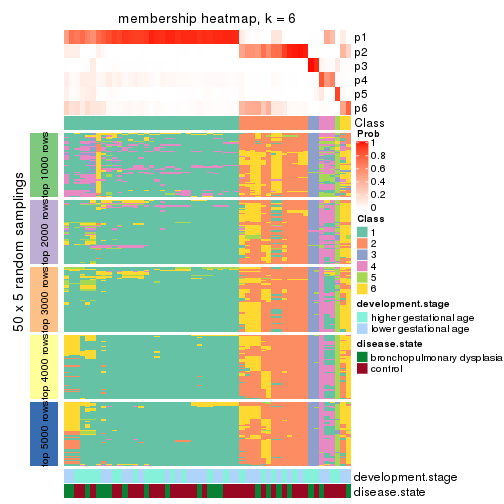 membership heatmap, k = 6
p1
p2
p3
p4
p5
p6
Class
Prob
1
0.8
0.6
0.4
0.2
0
Class
1
2
3
4
5
6
development.stage
higher gestational age
lower gestational age
disease.state
bronchopulmonary dysplasia
control
50 x 5 random samplings
top 1000 rows
top 2000 rows
top 3000 rows
top 4000 rows
top 5000 rows
development.stage
disease.state